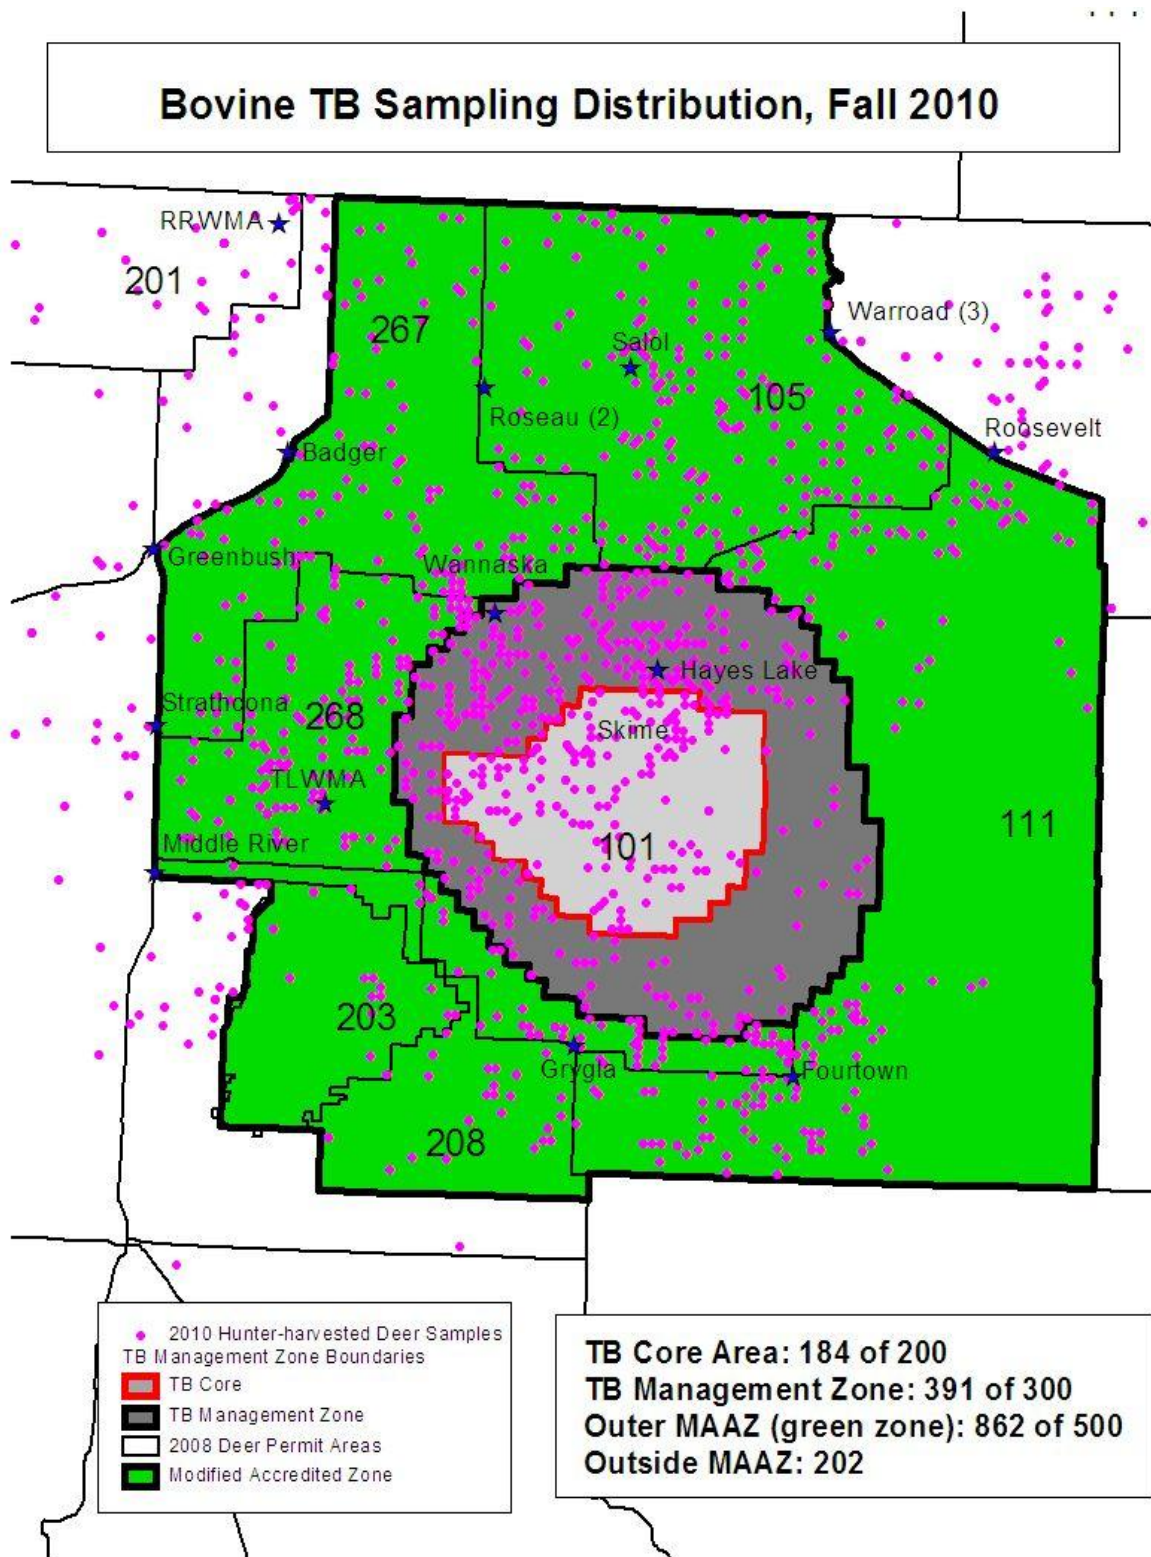 Bovine TB Sampling Distribution, Fall 2010
RRWMA
201
267
Warroad (3)
Salol
105
Roseau (2)
Roosevelt
Badger
Greenbush
Wannaska
Hayes Lake
Strathcona
268
Skime
TLWMA
111
Middle River
101
203
Grygla
Fourtown
208
2010 Hunter-harvested Deer Samples
TB Management Zone Boundaries
TB Core
TB Management Zone
2008 Deer Permit Areas
Modified Accredited Zone
TB Core Area: 184 of 200
TB Management Zone: 391 of 300
Outer MAAZ (green zone): 862 of 500
Outside MAAZ: 202